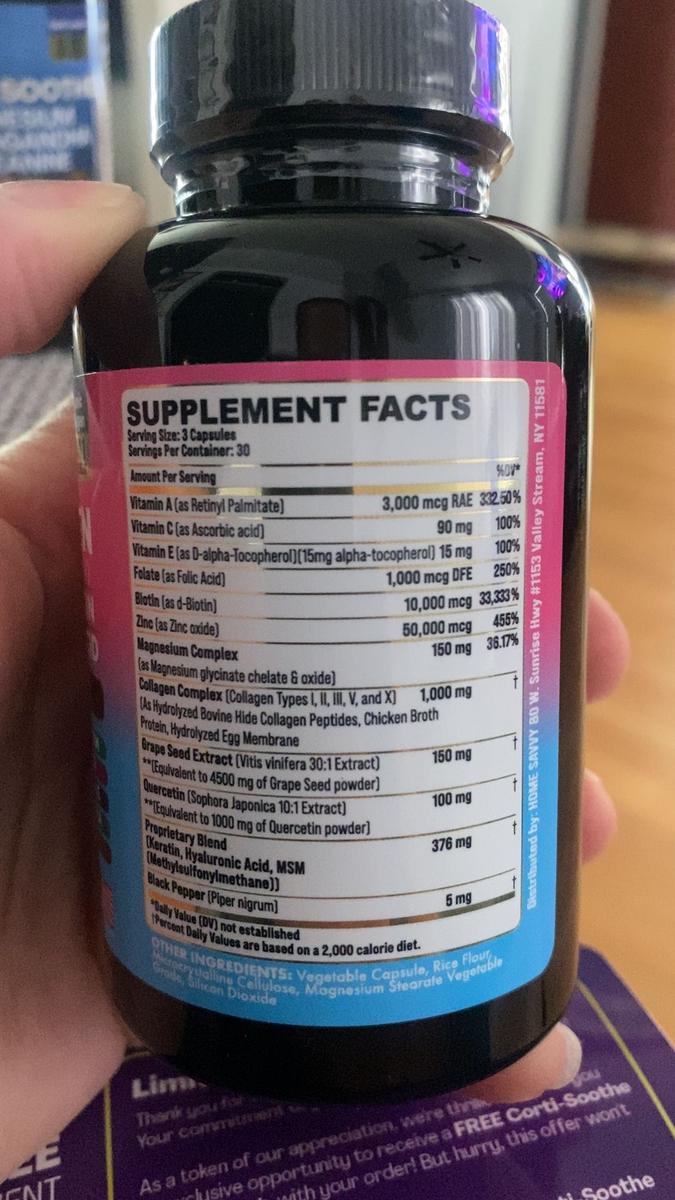 SOOTH
SUPPLEMENT FACTS
Serving Size: 3 Capsules
Servings Per Container: 30
Amount Per Serving %DV*
Vitamin A (as Retinyl Palmitate) 3,000 mcg RAE 332.50%
Vitamin C (as Ascorbic acid) 90 mg 100%
Vitamin E (as D-alpha-Tocopherol)(15mg alpha-tocopherol) 15 mg 100%
Folate (as Folic Acid) 1,000 mcg DFE 250%
Biotin (as d-Biotin) 10,000 mcg 33,333%
Zinc (as Zinc oxide) 50,000 mcg 455%
Magnesium Complex 150 mg 36.17%
(as Magnesium glycinate chelate & oxide)
Collagen Complex (Collagen Types I, II, III, V, and X) 1,000 mg †
(As Hydrolyzed Bovine Hide Collagen Peptides, Chicken Broth
Protein, Hydrolyzed Egg Membrane
Grape Seed Extract (Vitis vinifera 30:1 Extract) 150 mg †
**(Equivalent to 4500 mg of Grape Seed powder)
Quercetin (Sophora Japonica 10:1 Extract) 100 mg †
**(Equivalent to 1000 mg of Quercetin powder)
Proprietary Blend 376 mg †
(Keratin, Hyaluronic Acid, MSM
(Methylsulfonylmethane))
Black Pepper (Piper nigrum) 5 mg †
*Daily Value (DV) not established
†Percent Daily Values are based on a 2,000 calorie diet.
OTHER INGREDIENTS: Vegetable Capsule, Rice Flour,
Microcrystalline Cellulose, Magnesium Stearate Vegetable
Grade, Silicon Dioxide
Distributed by: HOME SAVVY 80 W. Sunrise Hwy #1153 Valley Stream, NY 11581
Thank you for you
Your commitment we're
As a token of our appreciation,
opportunity to receive a FREE Corti-Soothe
with your order! But hurry, this offer won't
Soothe